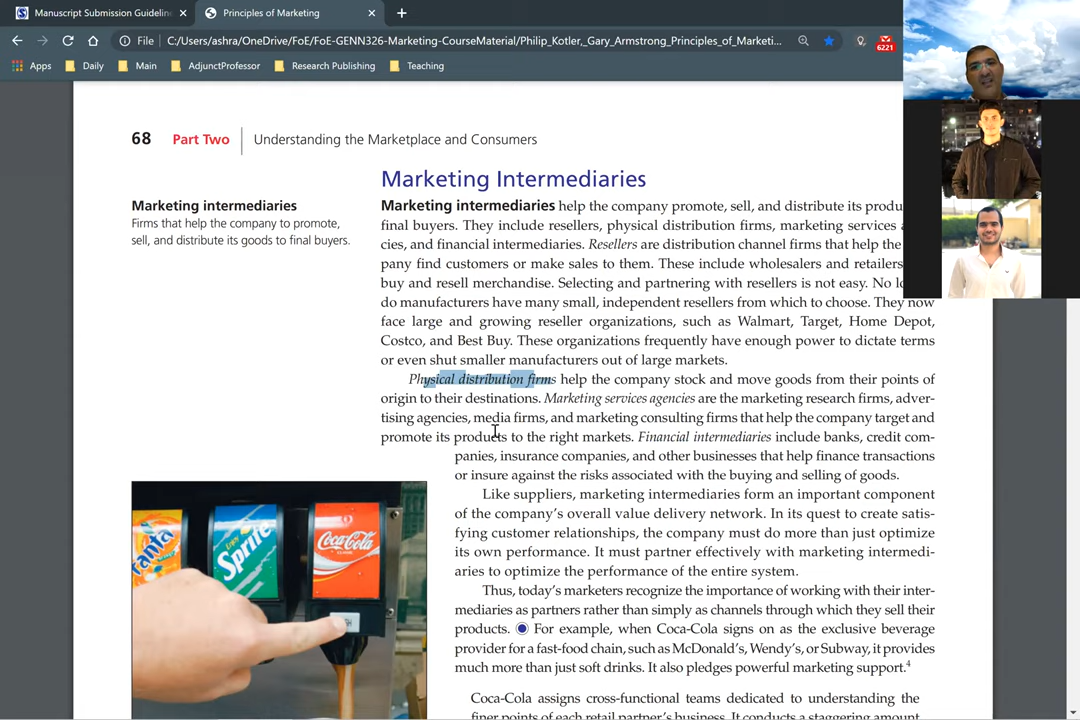 Manuscript Submission Guidelin
Principles of Marketing
File
C:/Users/ashra/OneDrive/FoE/FoE-GENN326-Marketing-CourseMaterial/Philip_Kotler,_Gary_Armstrong_Principles_of_Marketi...
6221
Apps
Daily
Main
AdjunctProfessor
Research Publishing
Teaching
68 Part Two Understanding the Marketplace and Consumers
Marketing Intermediaries
Marketing intermediaries
Firms that help the company to promote,
sell, and distribute its goods to final buyers.
Marketing intermediaries help the company promote, sell, and distribute its produ
final buyers. They include resellers, physical distribution firms, marketing services a
cies, and financial intermediaries. Resellers are distribution channel firms that help the
pany find customers or make sales to them. These include wholesalers and retailers
buy and resell merchandise. Selecting and partnering with resellers is not easy. No lo
do manufacturers have many small, independent resellers from which to choose. They now
face large and growing reseller organizations, such as Walmart, Target, Home Depot,
Costco, and Best Buy. These organizations frequently have enough power to dictate terms
or even shut smaller manufacturers out of large markets.
Physical distribution firms help the company stock and move goods from their points of
origin to their destinations. Marketing services agencies are the marketing research firms, adver-
tising agencies, media firms, and marketing consulting firms that help the company target and
promote its products to the right markets. Financial intermediaries include banks, credit com-
panies, insurance companies, and other businesses that help finance transactions
or insure against the risks associated with the buying and selling of goods.
Like suppliers, marketing intermediaries form an important component
of the company's overall value delivery network. In its quest to create satis-
fying customer relationships, the company must do more than just optimize
its own performance. It must partner effectively with marketing intermedi-
aries to optimize the performance of the entire system.
Thus, today's marketers recognize the importance of working with their inter-
mediaries as partners rather than simply as channels through which they sell their
products. For example, when Coca-Cola signs on as the exclusive beverage
provider for a fast-food chain, such as McDonald's, Wendy's, or Subway, it provides
much more than just soft drinks. It also pledges powerful marketing support.4
Coca-Cola assigns cross-functional teams dedicated to understanding the
finer points of each retail partner's business. It conducts a staggering amount
Fanta
Enjoy
Sprite
Coca-Cola